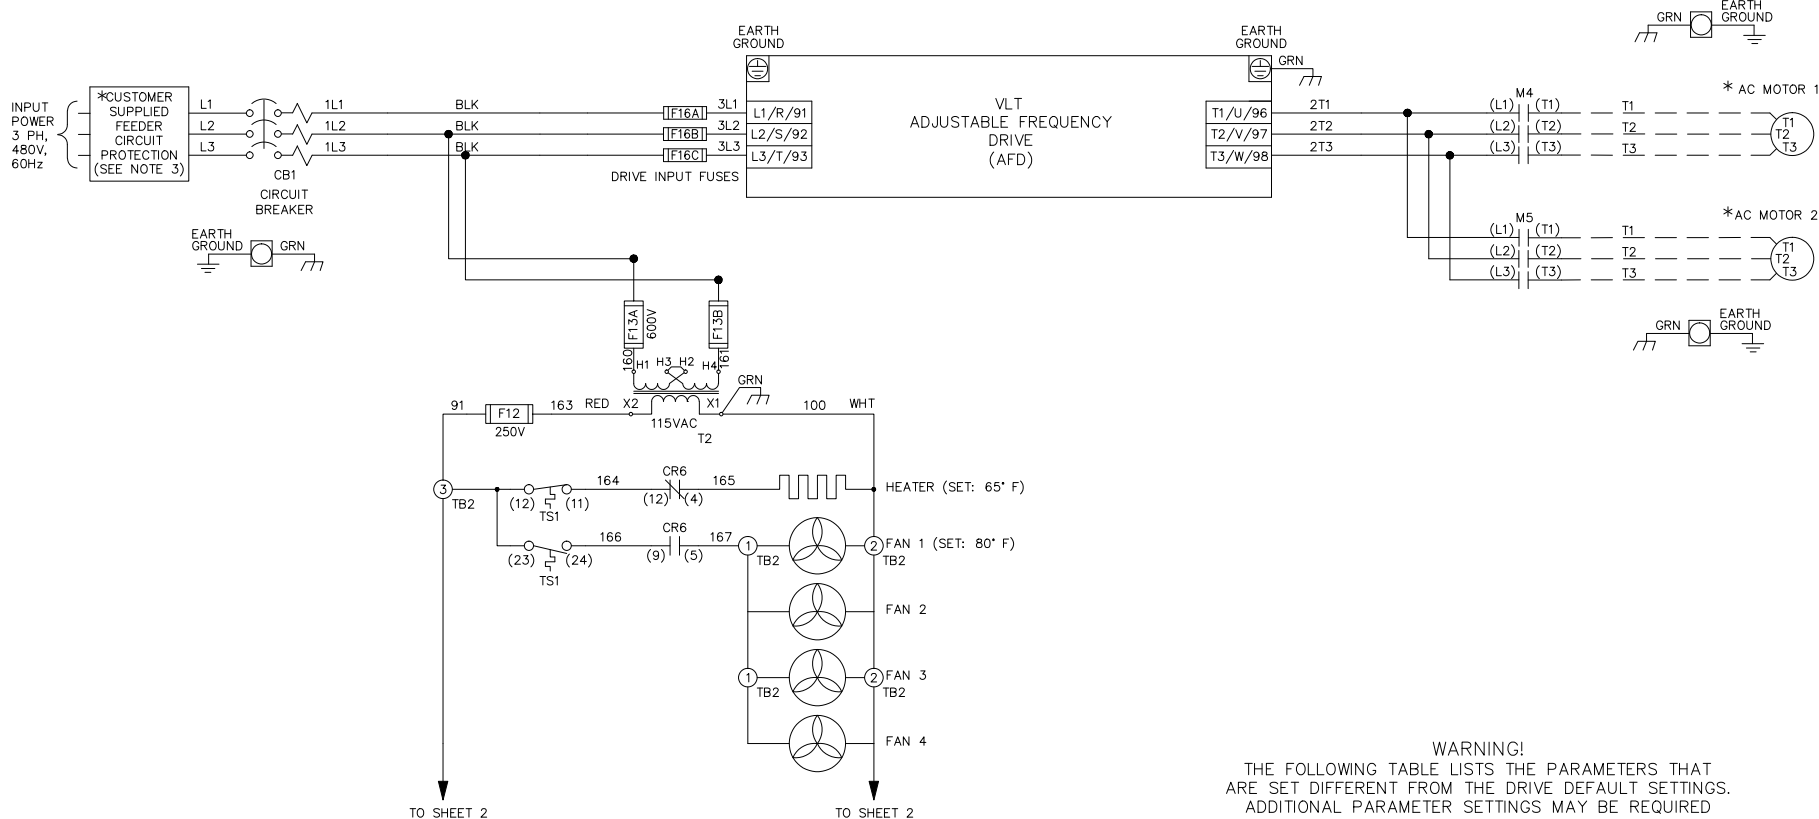 EARTH
GROUND
GRN
EARTH
GROUND
EARTH
GROUND
GRN
INPUT
POWER
3 PH,
480V,
60Hz
*CUSTOMER
SUPPLIED
FEEDER
CIRCUIT
PROTECTION
(SEE NOTE 3)
L1
L2
L3
CB1
CIRCUIT
BREAKER
1L1
1L2
1L3
BLK
BLK
BLK
F16A
F16B
F16C
3L1
3L2
3L3
DRIVE INPUT FUSES
L1/R/91
L2/S/92
L3/T/93
VLT
ADJUSTABLE FREQUENCY
DRIVE
(AFD)
T1/U/96
T2/V/97
T3/W/98
2T1
2T2
2T3
M4
(L1) (T1) T1
(L2) (T2) T2
(L3) (T3) T3
* AC MOTOR 1
T1
T2
T3
M5
(L1) (T1) T1
(L2) (T2) T2
(L3) (T3) T3
*AC MOTOR 2
T1
T2
T3
EARTH
GROUND
GRN
GRN
EARTH
GROUND
EARTH
GROUND
GRN
F13A
600V
F13B
160
H1
H3 H2
H4
161
GRN
91
F12
250V
163 RED X2
X1
115VAC
T2
100 WHT
3
TB2
(12) (11)
TS1
164
CR6
(12) (4)
165
HEATER (SET: 65° F)
(23) (24)
TS1
166
CR6
(9) (5)
167
1
TB2
2
TB2
FAN 1 (SET: 80° F)
FAN 2
1
TB2
2
TB2
FAN 3
FAN 4
TO SHEET 2
TO SHEET 2
WARNING!
THE FOLLOWING TABLE LISTS THE PARAMETERS THAT
ARE SET DIFFERENT FROM THE DRIVE DEFAULT SETTINGS.
ADDITIONAL PARAMETER SETTINGS MAY BE REQUIRED